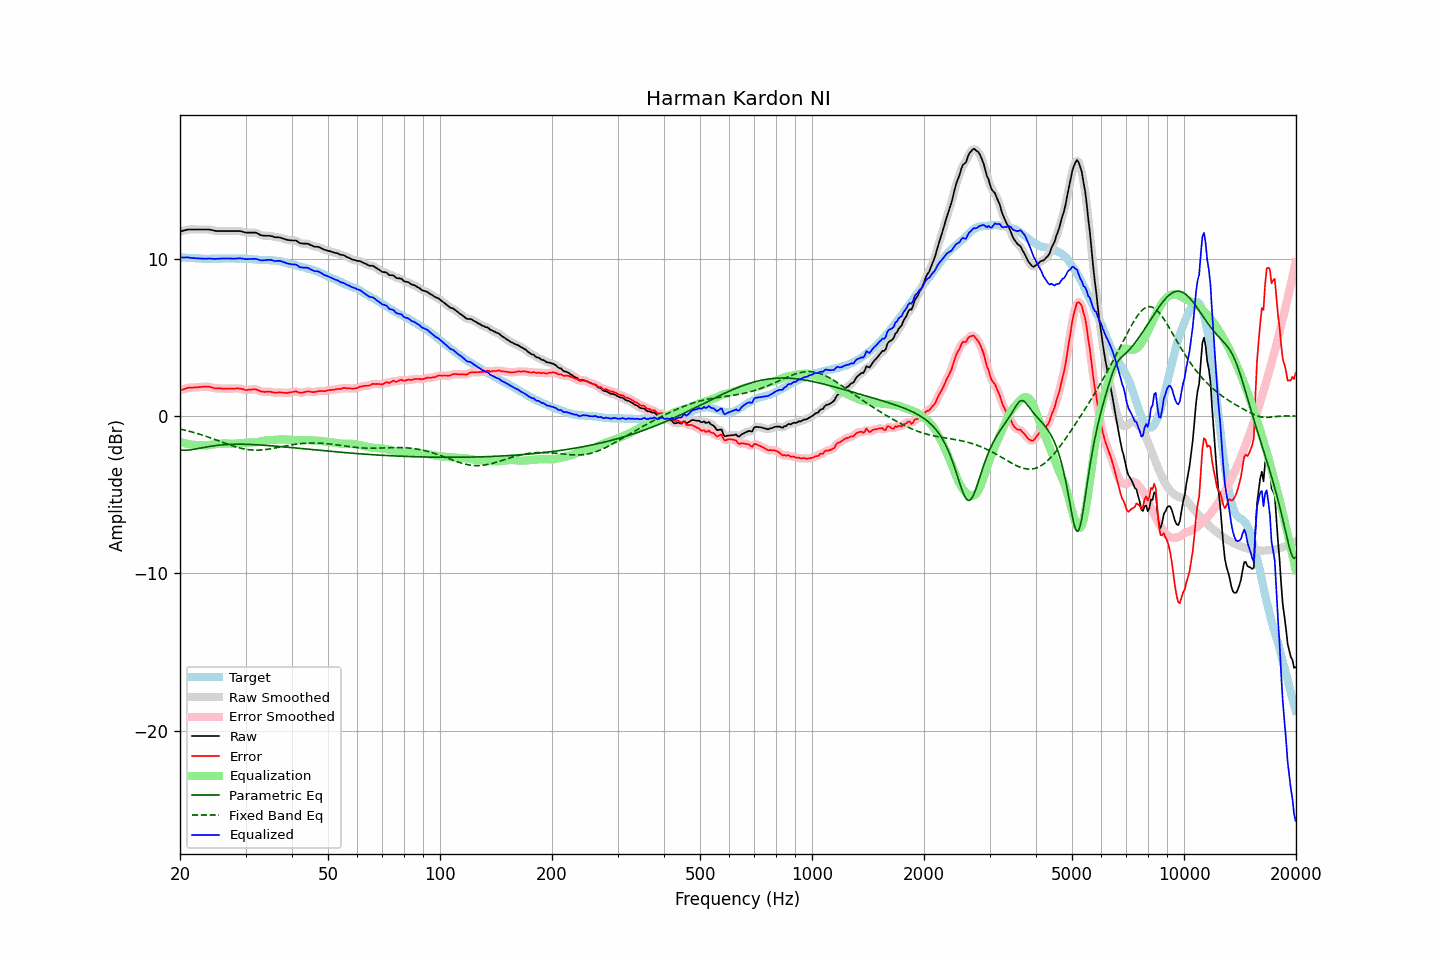 Harman Kardon NI
10
0
−10
−20
Amplitude (dBr)
Target
Raw Smoothed
Error Smoothed
Raw
Error
Equalization
Parametric Eq
Fixed Band Eq
Equalized
20 50 100 200 500 1000 2000 5000 10000 20000
Frequency (Hz)